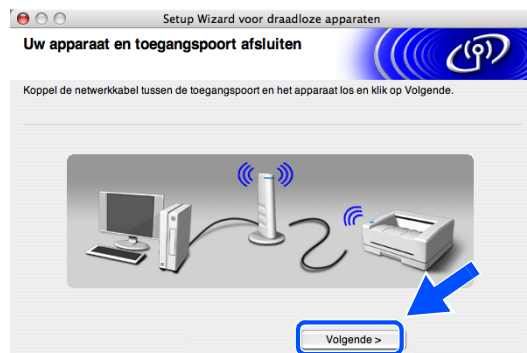 Setup Wizard voor draadloze apparaten
Uw apparaat en toegangspoort afsluiten
Koppel de netwerkkabel tussen de toegangspoort en het apparaat los en klik op Volgende.
Volgende >